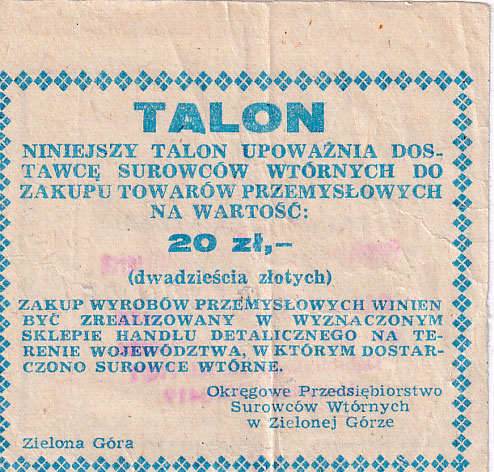 TALON
NINIEJSZY TALON UPOWAŻNIA DOS-
TAWCĘ SUROWCÓW WTÓRNYCH DO
ZAKUPU TOWARÓW PRZEMYSŁOWYCH
NA WARTOŚĆ:
20 zł,-
(dwadzieścia złotych)
ZAKUP WYROBÓW PRZEMYSŁOWYCH WINIEN
BYĆ ZREALIZOWANY W WYZNACZONYM
SKLEPIE HANDLU DETALICZNEGO NA TE-
RENIE WOJEWÓDZTWA, W KTÓRYM DOSTAR-
CZONO SUROWCE WTÓRNE.
Okręgowe Przedsiębiorstwo
Surowców Wtórnych
w Zielonej Górze
Zielona Góra